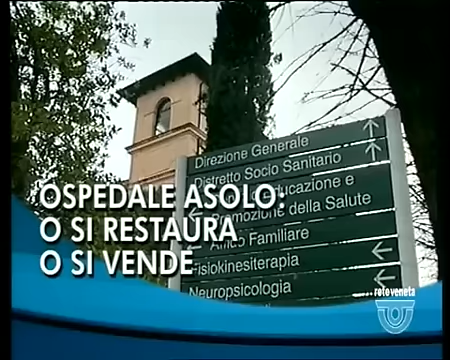 Direzione Generale
Distretto Socio Sanitario
Educazione e
Promozione della Salute
Familiare
Fisiokinesiterapia
Neuropsicologia
OSPEDALE ASOLO:
O SI RESTAURA
O SI VENDE
reteveneta